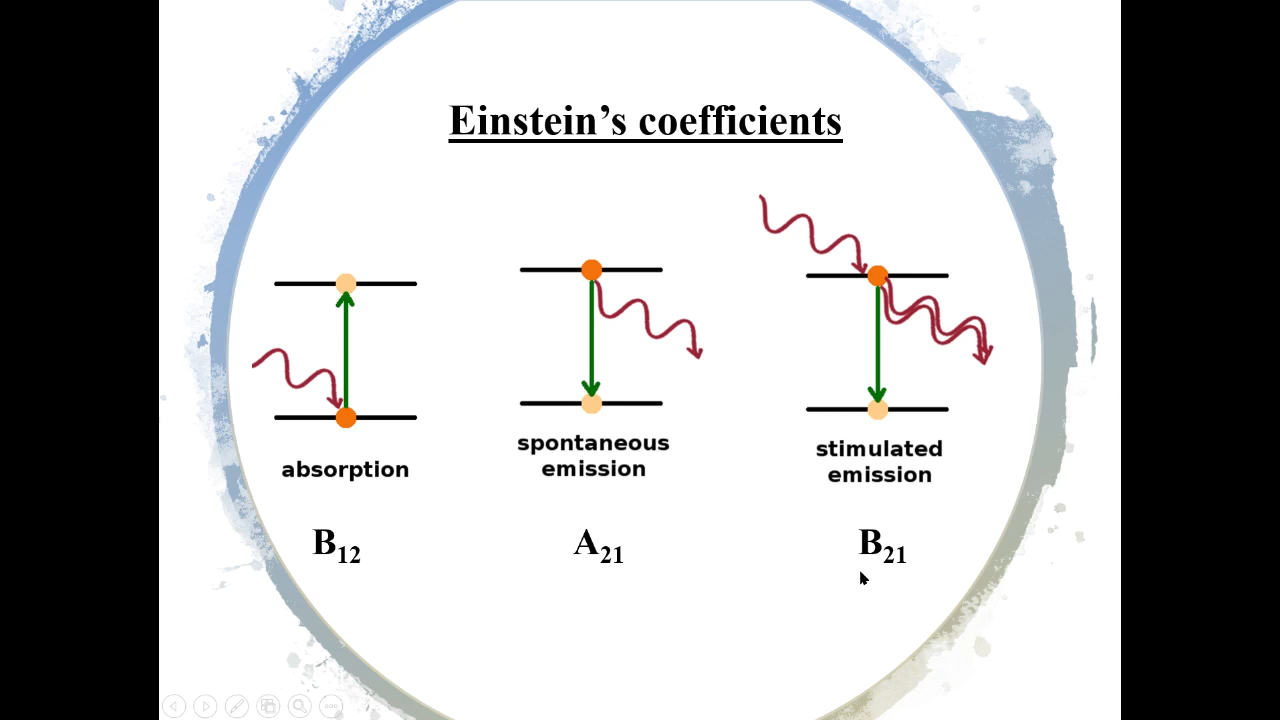 Einstein’s coefficients
absorption
spontaneous
emission
stimulated
emission
B₁₂
A₂₁
B₂₁